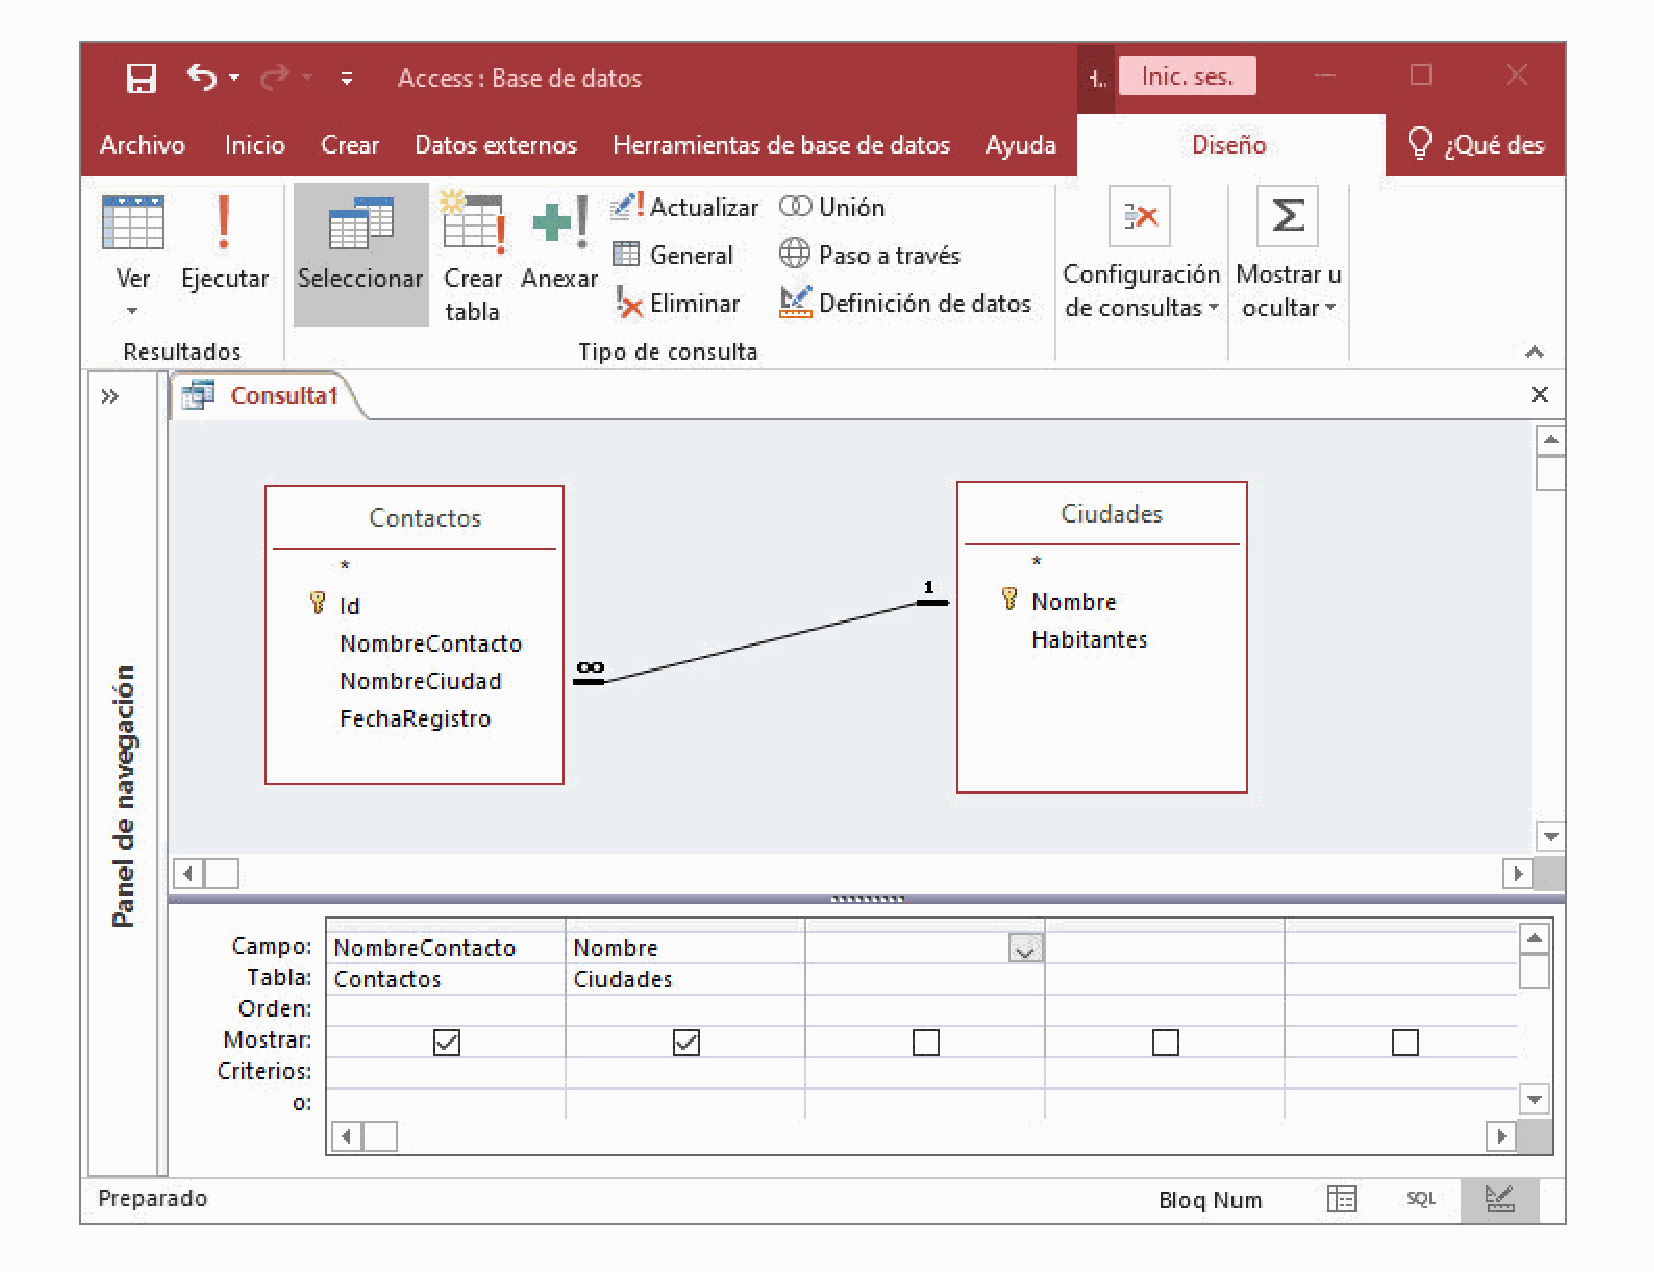 Access : Base de datos
Inic. ses.
Archivo Inicio Crear Datos externos Herramientas de base de datos Ayuda Diseño ¿Qué des
Actualizar Unión
General Paso a través
Ver Ejecutar Seleccionar Crear tabla Anexar
Eliminar Definición de datos
Configuración de consultas
Mostrar u ocultar
Resultados Tipo de consulta
Consulta1
Panel de navegación
Contactos
*
Id
NombreContacto
NombreCiudad
FechaRegistro
∞
1
Ciudades
*
Nombre
Habitantes
Campo: NombreContacto Nombre
Tabla: Contactos Ciudades
Orden:
Mostrar:
Criterios:
o:
Preparado Bloq Num SQL